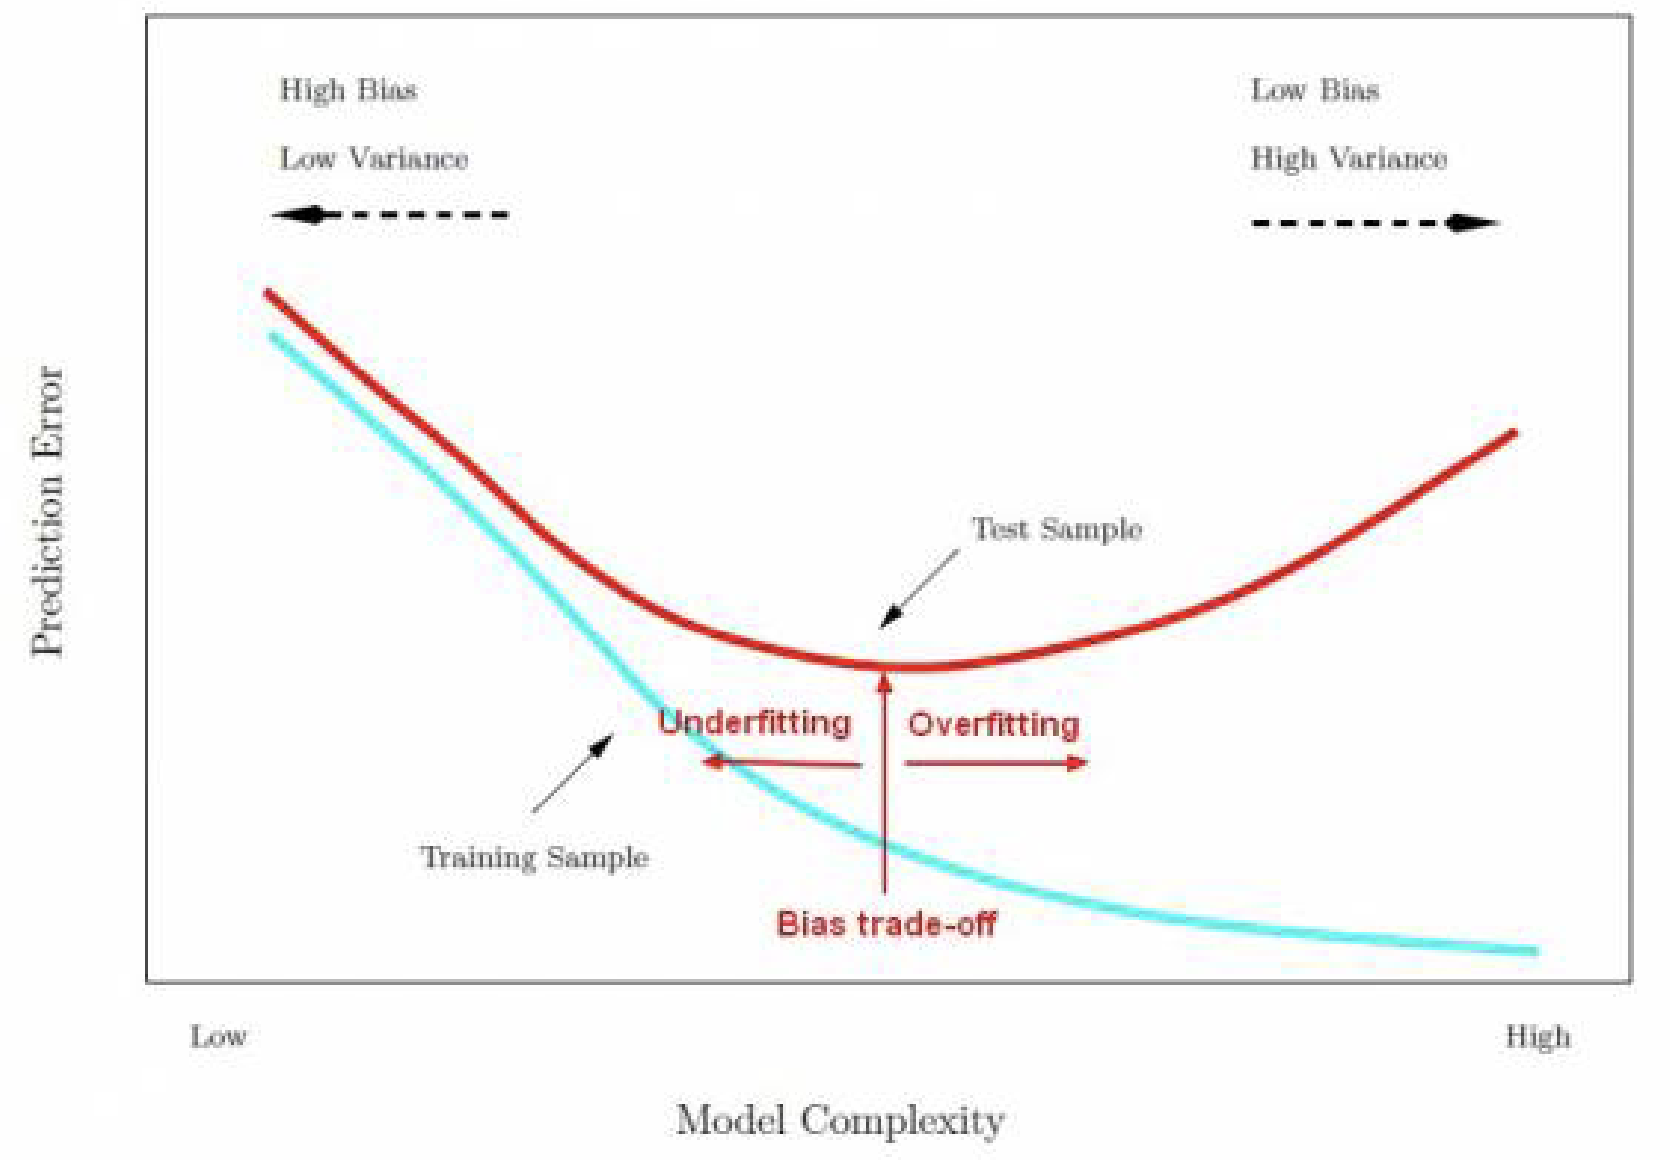 High Bias
Low Variance
Low Bias
High Variance
Prediction Error
Test Sample
Underfitting
Overfitting
Training Sample
Bias trade-off
Low
High
Model Complexity